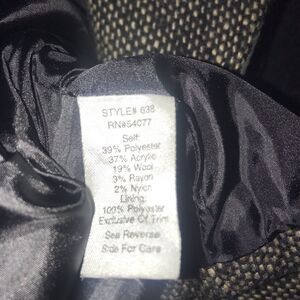 STYLE# 638
RN#54077
Self:
39% Polyester
37% Acrylic
19% Wool
3% Rayon
2% Nylon
Lining:
100% Polyester
Exclusive Of Trim
See Reverse
Side For Care